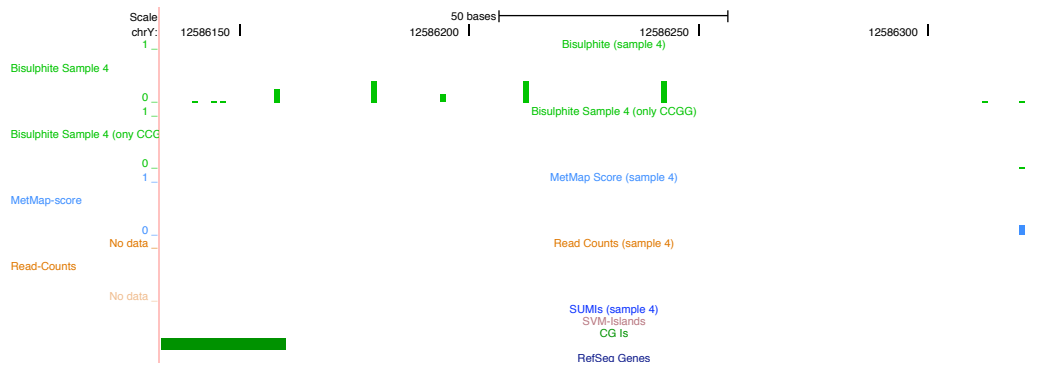 Scale 50 bases
chrY: 12586150 12586200 12586250 12586300
1 _ Bisulphite (sample 4)
Bisulphite Sample 4
0 _
1 _ Bisulphite Sample 4 (only CCGG)
Bisulphite Sample 4 (ony CCG
0 _
1 _ MetMap Score (sample 4)
MetMap-score
0 _
No data _ Read Counts (sample 4)
Read-Counts
No data _
SUMIs (sample 4)
SVM-Islands
CG Is
RefSeq Genes